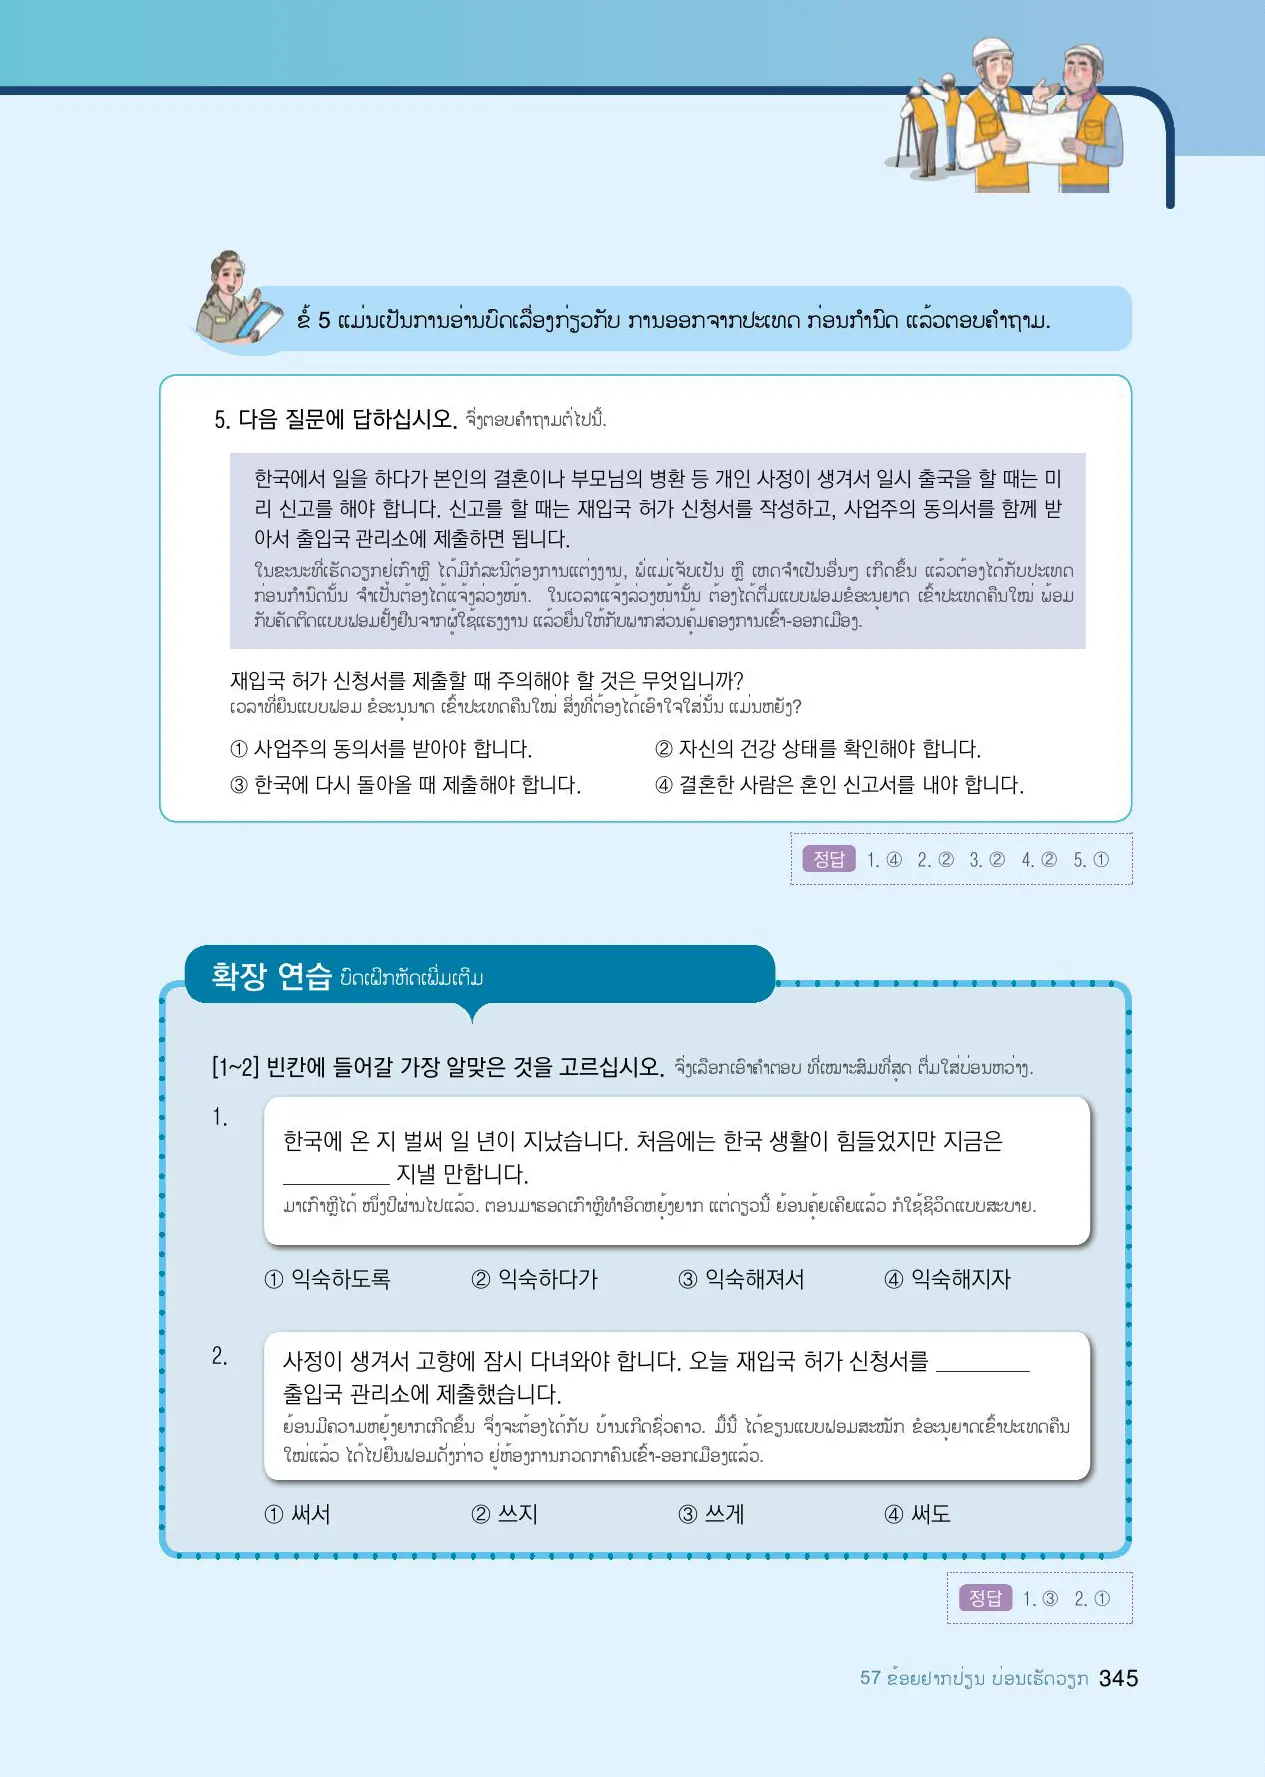 ຂໍ້ 5 ແມ່ນເປັນການອ່ານບົດເລື່ອງກ່ຽວກັບ ການອອກຈາກປະເທດ ກ່ອນກຳນົດ ແລ້ວຕອບຄຳຖາມ.
5. 다음 질문에 답하십시오. ຈົ່ງຕອບຄຳຖາມຕໍ່ໄປນີ້.
한국에서 일을 하다가 본인의 결혼이나 부모님의 병환 등 개인 사정이 생겨서 일시 출국을 할 때는 미
리 신고를 해야 합니다. 신고를 할 때는 재입국 허가 신청서를 작성하고, 사업주의 동의서를 함께 받
아서 출입국 관리소에 제출하면 됩니다.
ໃນຂະນະທີ່ເຮັດວຽກຢູ່ເກົາຫຼີ ໄດ້ມີກໍລະນີຕ້ອງການແຕ່ງງານ, ພໍ່ແມ່ເຈັບເປັນ ຫຼື ເຫດຈຳເປັນອື່ນໆ ເກີດຂຶ້ນ ແລ້ວຕ້ອງໄດ້ກັບປະເທດ
ກ່ອນກຳນົດນັ້ນ ຈຳເປັນຕ້ອງໄດ້ແຈ້ງລ່ວງໜ້າ. ໃນເວລາແຈ້ງລ່ວງໜ້ານັ້ນ ຕ້ອງໄດ້ຕື່ມແບບຟອມຂໍອະນຸຍາດ ເຂົ້າປະເທດຄືນໃໝ່ ພ້ອມ
ກັບຄັດຕິດແບບຟອມຢັ້ງຢືນຈາກຜູ້ໃຊ້ແຮງງານ ແລ້ວຍື່ນໃຫ້ກັບພາກສ່ວນຄຸ້ມຄອງການເຂົ້າ-ອອກເມືອງ.
재입국 허가 신청서를 제출할 때 주의해야 할 것은 무엇입니까?
ເວລາທີ່ຍືນແບບຟອມ ຂໍອະນຸນາດ ເຂົ້າປະເທດຄືນໃໝ່ ສິ່ງທີ່ຕ້ອງໄດ້ເອົາໃຈໃສ່ນັ້ນ ແມ່ນຫຍັງ?
① 사업주의 동의서를 받아야 합니다. ② 자신의 건강 상태를 확인해야 합니다.
③ 한국에 다시 돌아올 때 제출해야 합니다. ④ 결혼한 사람은 혼인 신고서를 내야 합니다.
정답 1. ④ 2. ② 3. ② 4. ② 5. ①
확장 연습 ບົດເຝິກຫັດເພີ່ມເຕີມ
[1~2] 빈칸에 들어갈 가장 알맞은 것을 고르십시오. ຈົ່ງເລືອກເອົາຄຳຕອບ ທີ່ເໝາະສົມທີ່ສຸດ ຕື່ມໃສ່ບ່ອນຫວ່າງ.
1.
한국에 온 지 벌써 일 년이 지났습니다. 처음에는 한국 생활이 힘들었지만 지금은
__________ 지낼 만합니다.
ມາເກົາຫຼີໄດ້ ໜຶ່ງປີຜ່ານໄປແລ້ວ. ຕອນມາຮອດເກົາຫຼີທຳອິດຫຍຸ້ງຍາກ ແຕ່ດຽວນີ້ ຍ້ອນຄຸ້ຍເຄີຍແລ້ວ ກໍໃຊ້ຊິວິດແບບສະບາຍ.
① 익숙하도록 ② 익숙하다가 ③ 익숙해져서 ④ 익숙해지자
2.
사정이 생겨서 고향에 잠시 다녀와야 합니다. 오늘 재입국 허가 신청서를 _________
출입국 관리소에 제출했습니다.
ຍ້ອນມີຄວາມຫຍຸ້ງຍາກເກີດຂຶ້ນ ຈຶ່ງຈະຕ້ອງໄດ້ກັບ ບ້ານເກີດຊົ່ວຄາວ. ມື້ນີ້ ໄດ້ຂຽນແບບຟອມສະໝັກ ຂໍອະນຸຍາດເຂົ້າປະເທດຄືນ
ໃໝ່ແລ້ວ ໄດ້ໄປຍືນຟອມດັ່ງກ່າວ ຢູ່ຫ້ອງການກວດກາຄົນເຂົ້າ-ອອກເມືອງແລ້ວ.
① 써서 ② 쓰지 ③ 쓰게 ④ 써도
정답 1. ③ 2. ①
57 ຂ້ອຍຢາກປ່ຽນ ບ່ອນເຮັດວຽກ 345